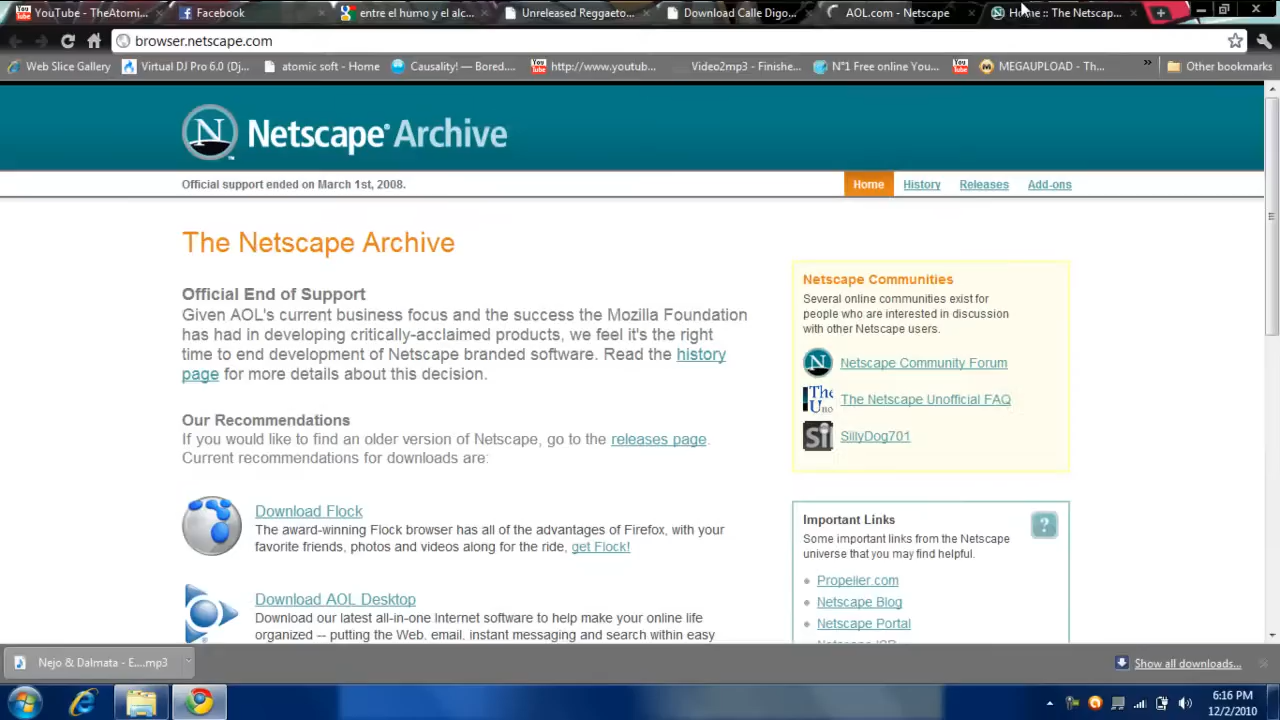 YouTube - TheAtomi...
Facebook
entre el humo y el alc...
Unreleased Reggaeto...
Download Calle Digo...
AOL.com - Netscape
Home :: The Netscap...
browser.netscape.com
Web Slice Gallery
Virtual DJ Pro 6.0 (Dj...
atomic soft - Home
Causality! — Bored....
http://www.youtub...
Video2mp3 - Finishe...
N°1 Free online You...
MEGAUPLOAD - Th...
»
Other bookmarks
N Netscape® Archive
Official support ended on March 1st, 2008.
Home
History
Releases
Add-ons
The Netscape Archive
Official End of Support
Given AOL's current business focus and the success the Mozilla Foundation
has had in developing critically-acclaimed products, we feel it's the right
time to end development of Netscape branded software. Read the history
page for more details about this decision.
Our Recommendations
If you would like to find an older version of Netscape, go to the releases page.
Current recommendations for downloads are:
Download Flock
The award-winning Flock browser has all of the advantages of Firefox, with your
favorite friends, photos and videos along for the ride, get Flock!
Download AOL Desktop
Download our latest all-in-one Internet software to help make your online life
organized -- putting the Web, email, instant messaging and search within easy
Netscape Communities
Several online communities exist for
people who are interested in discussion
with other Netscape users.
Netscape Community Forum
The Netscape Unofficial FAQ
SillyDog701
Important Links
?
Some important links from the Netscape
universe that you may find helpful.
Propeller.com
Netscape Blog
Netscape Portal
Netscape ISP
Nejo & Dalmata - E....mp3
Show all downloads...
6:16 PM
12/2/2010